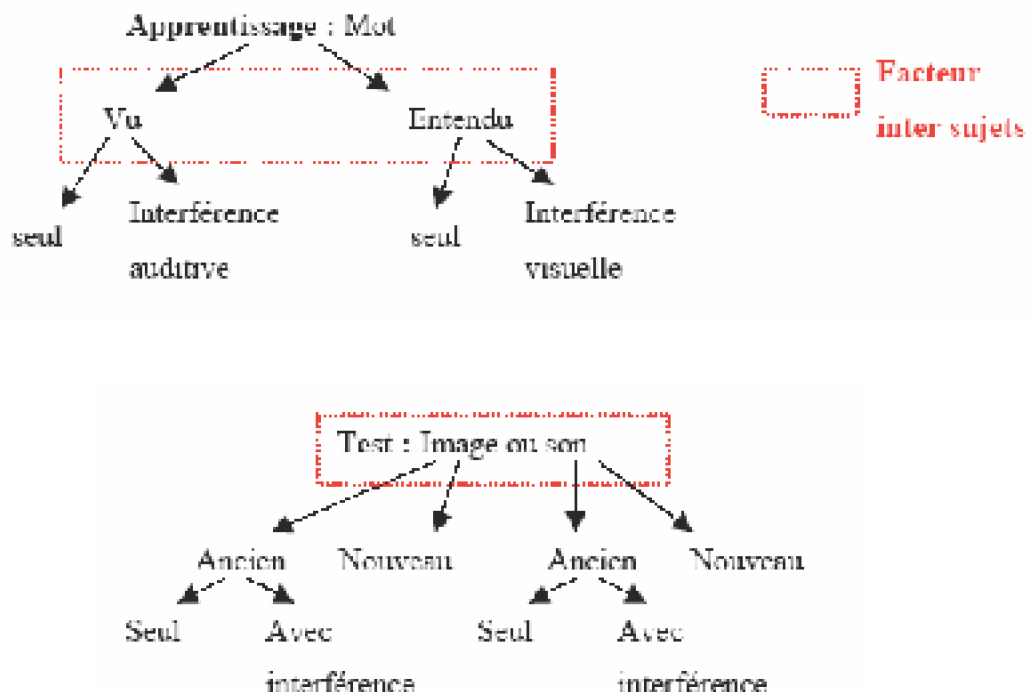 Apprentissage : Mot
Facteur
inter sujets
Vu
Entendu
seul
Interférence
auditive
seul
Interférence
visuelle
Test : Image ou son
Ancien
Nouveau
Ancien
Nouveau
Seul
Avec
interférence
Seul
Avec
interférence